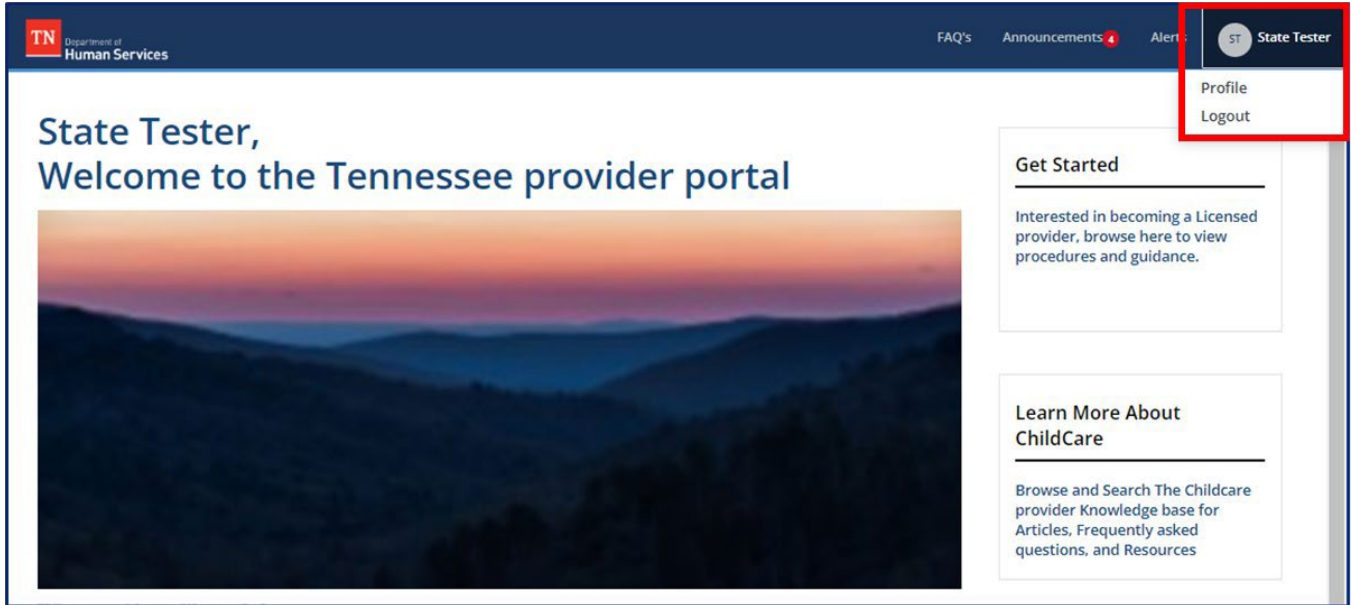 TN Department of
Human Services
FAQ's Announcements 4 Alerts ST State Tester
Profile
Logout
State Tester,
Welcome to the Tennessee provider portal
Get Started
Interested in becoming a Licensed
provider, browse here to view
procedures and guidance.
Learn More About
ChildCare
Browse and Search The Childcare
provider Knowledge base for
Articles, Frequently asked
questions, and Resources